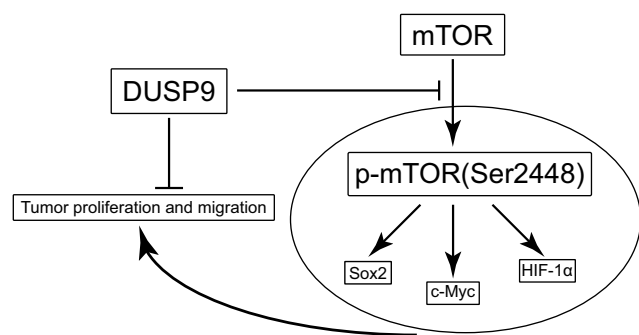 mTOR
DUSP9
p-mTOR(Ser2448)
Tumor proliferation and migration
Sox2
c-Myc
HIF-1α